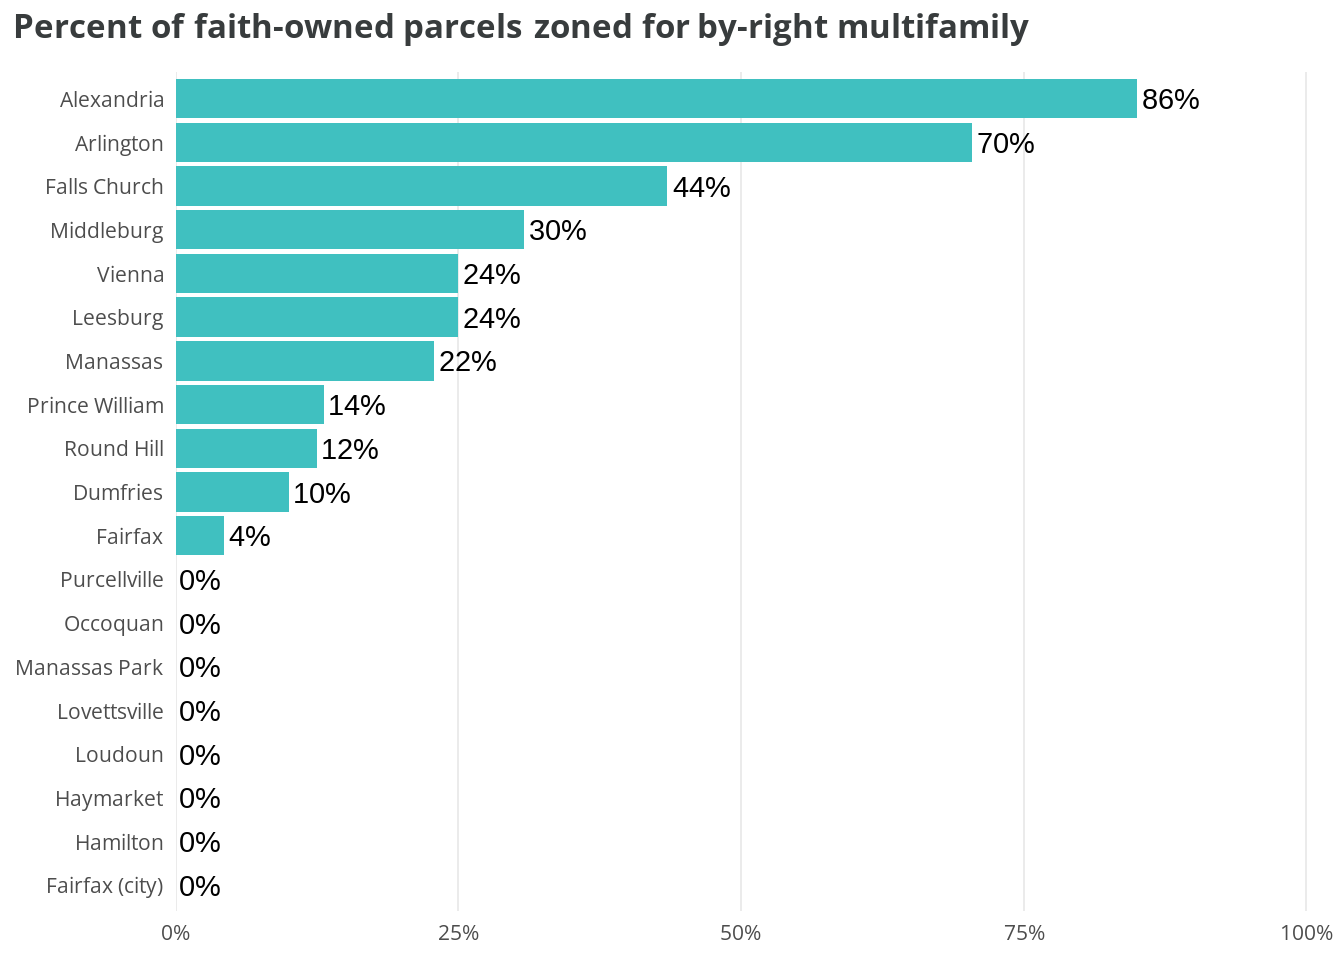 Percent of faith-owned parcels zoned for by-right multifamily
Alexandria 86%
Arlington 70%
Falls Church 44%
Middleburg 30%
Vienna 24%
Leesburg 24%
Manassas 22%
Prince William 14%
Round Hill 12%
Dumfries 10%
Fairfax 4%
Purcellville 0%
Occoquan 0%
Manassas Park 0%
Lovettsville 0%
Loudoun 0%
Haymarket 0%
Hamilton 0%
Fairfax (city) 0%
0% 25% 50% 75% 100%